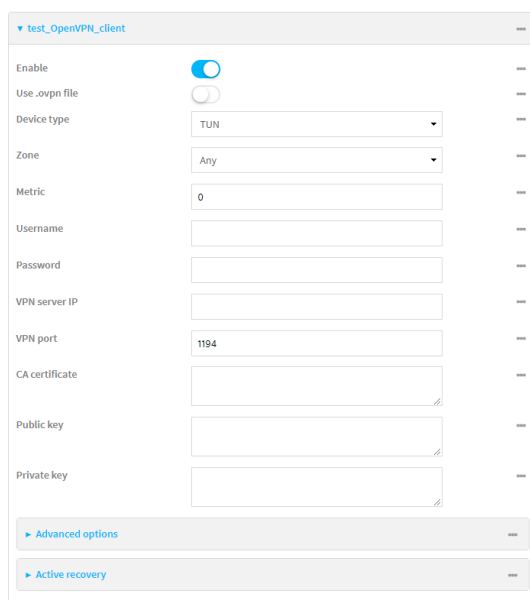 test_OpenVPN_client
Enable
Use .ovpn file
Device type
TUN
Zone
Any
Metric
0
Username
Password
VPN server IP
VPN port
1194
CA certificate
Public key
Private key
Advanced options
Active recovery